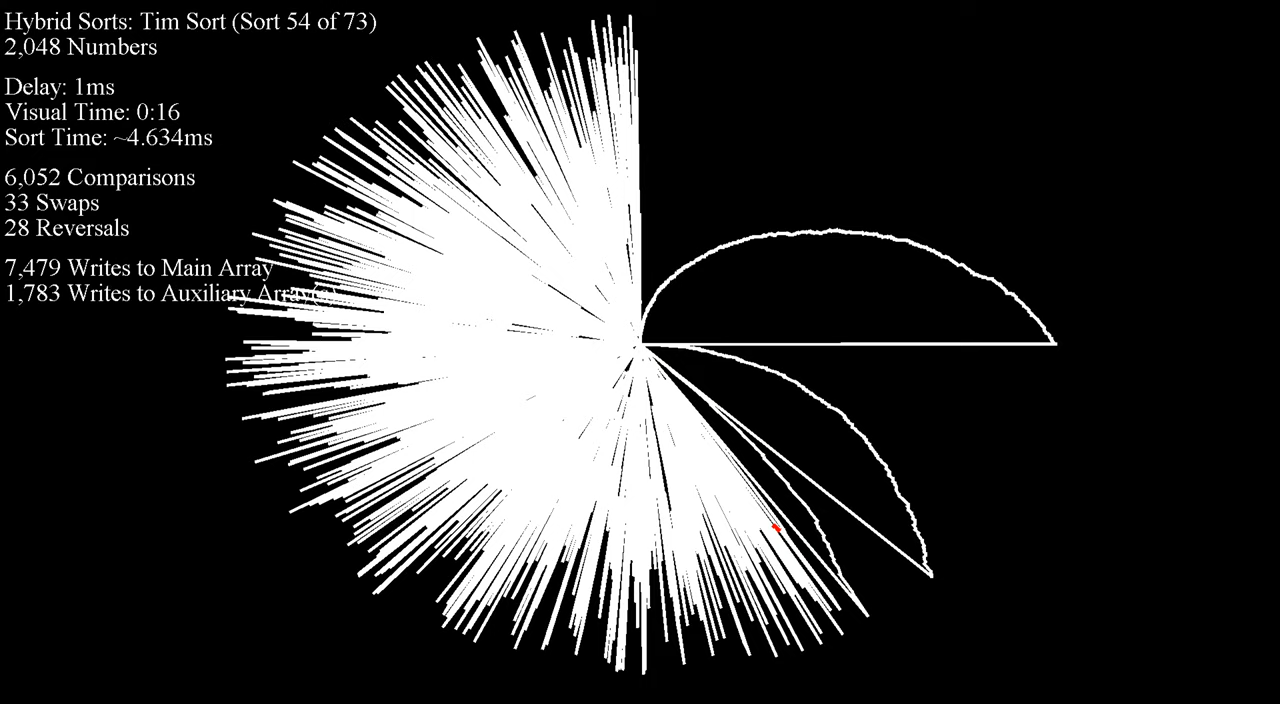 Hybrid Sorts: Tim Sort (Sort 54 of 73)
2,048 Numbers
Delay: 1ms
Visual Time: 0:16
Sort Time: ~4.634ms
6,052 Comparisons
33 Swaps
28 Reversals
7,479 Writes to Main Array
1,783 Writes to Auxiliary Array(s)